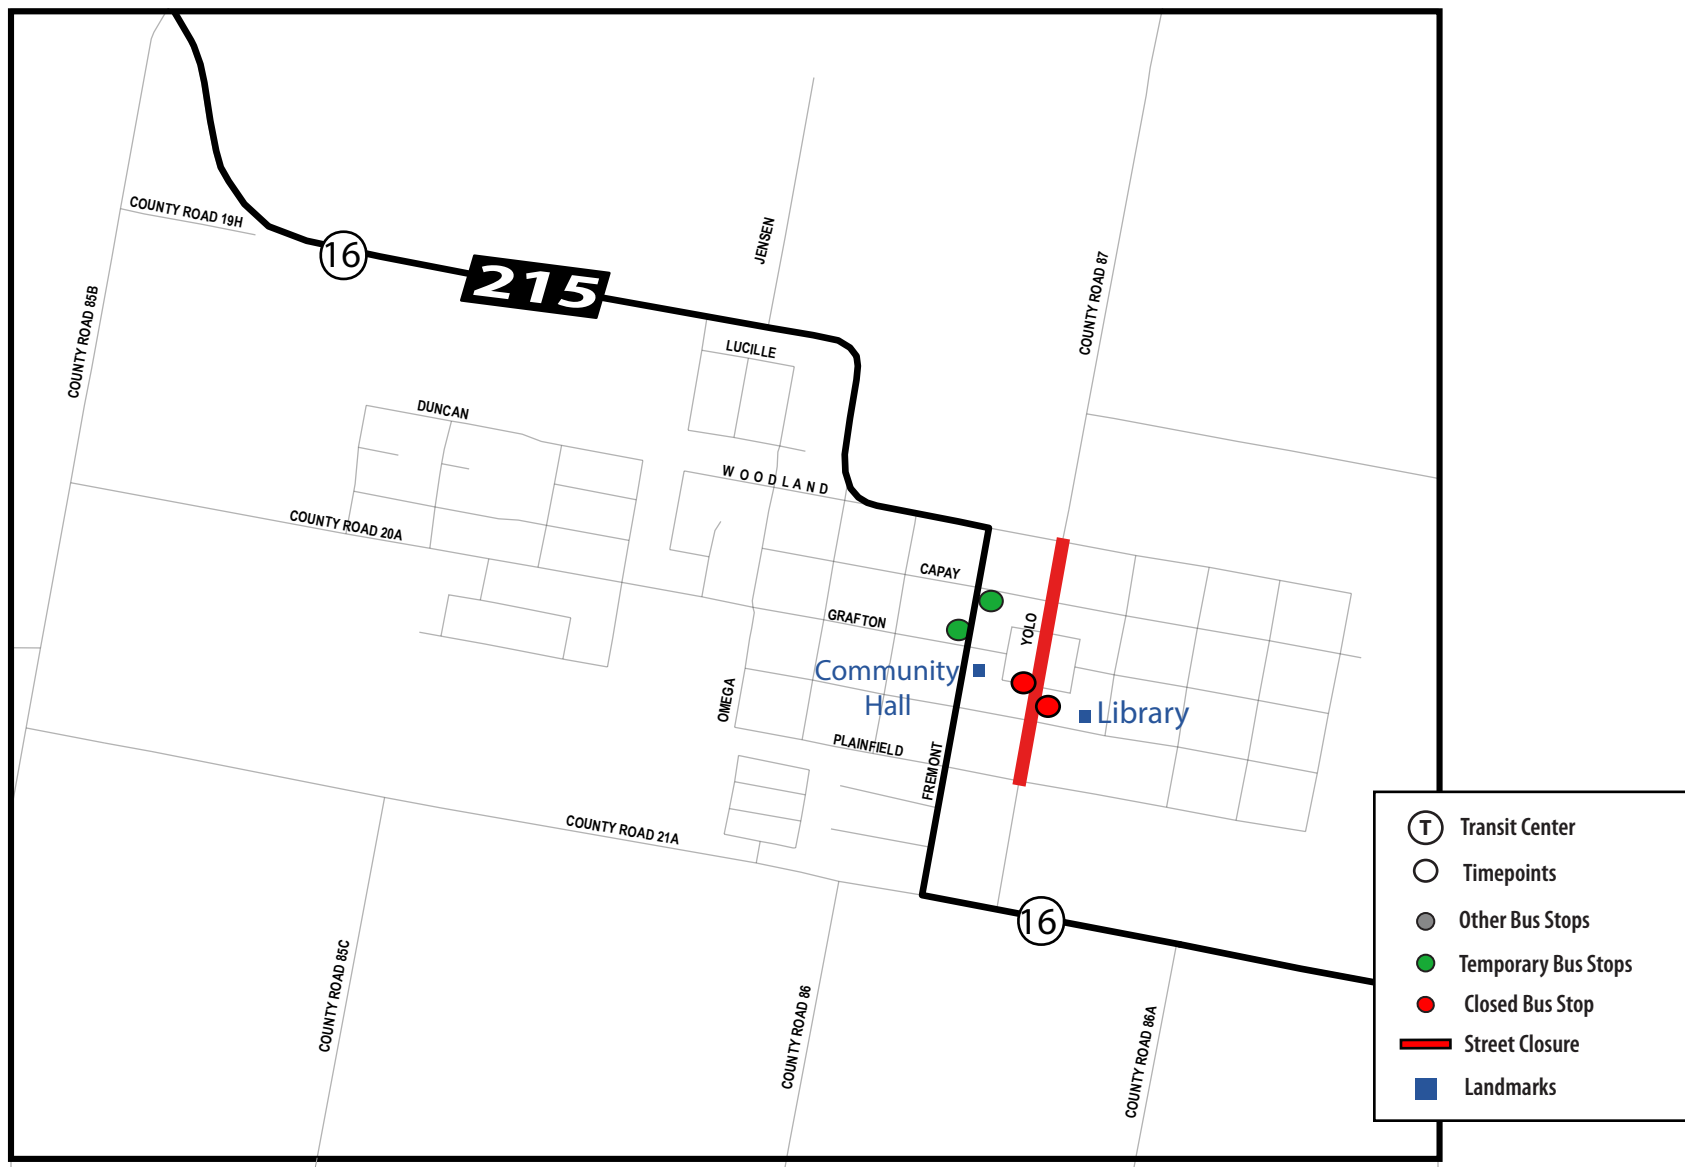 COUNTY ROAD 19H
16
215
JENSEN
COUNTY ROAD 87
COUNTY ROAD 85B
LUCILLE
DUNCAN
WOODLAND
COUNTY ROAD 20A
CAPAY
GRAFTON
YOLO
Community
Hall
OMEGA
Library
PLAINFIELD
FREMONT
COUNTY ROAD 21A
16
COUNTY ROAD 85C
COUNTY ROAD 86
COUNTY ROAD 86A
T Transit Center
Timepoints
Other Bus Stops
Temporary Bus Stops
Closed Bus Stop
Street Closure
Landmarks